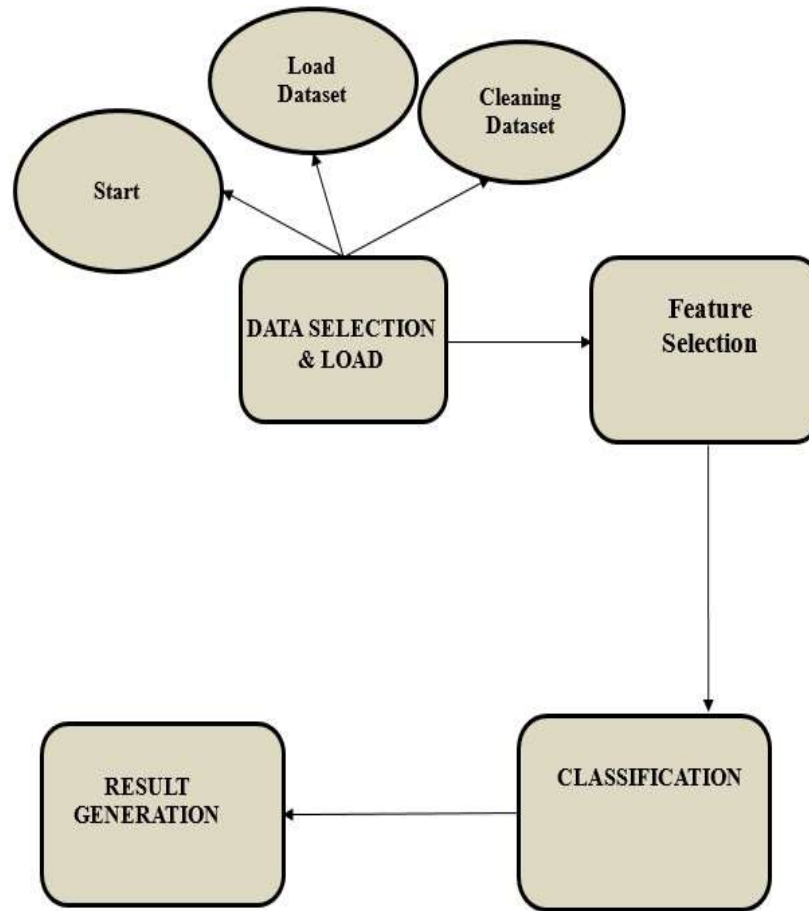 Load
Dataset
Cleaning
Dataset
Start
DATA SELECTION
& LOAD
Feature
Selection
RESULT
GENERATION
CLASSIFICATION